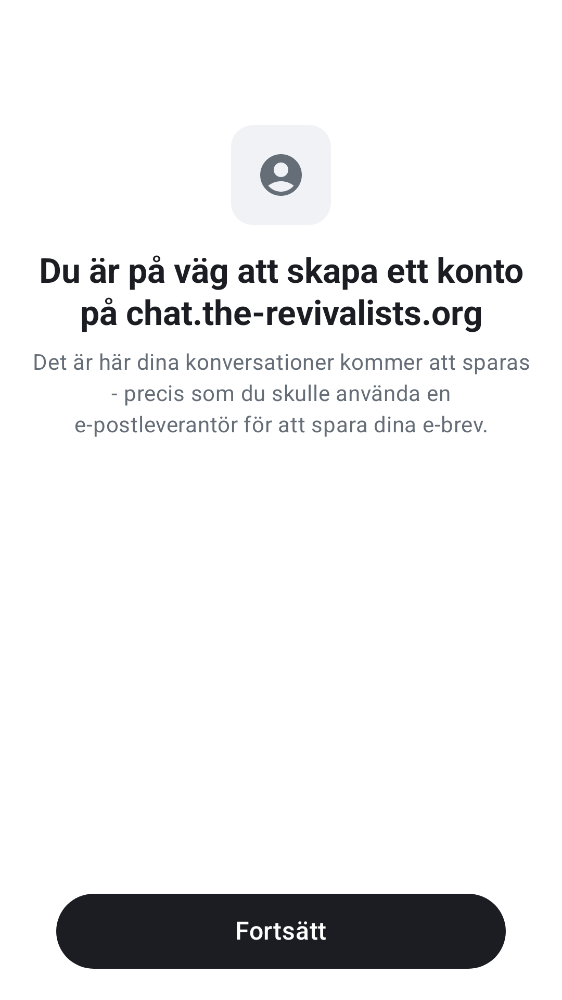 Du är på väg att skapa ett konto
på chat.the-revivalists.org
Det är här dina konversationer kommer att sparas
- precis som du skulle använda en
e-postleverantör för att spara dina e-brev.
Fortsätt